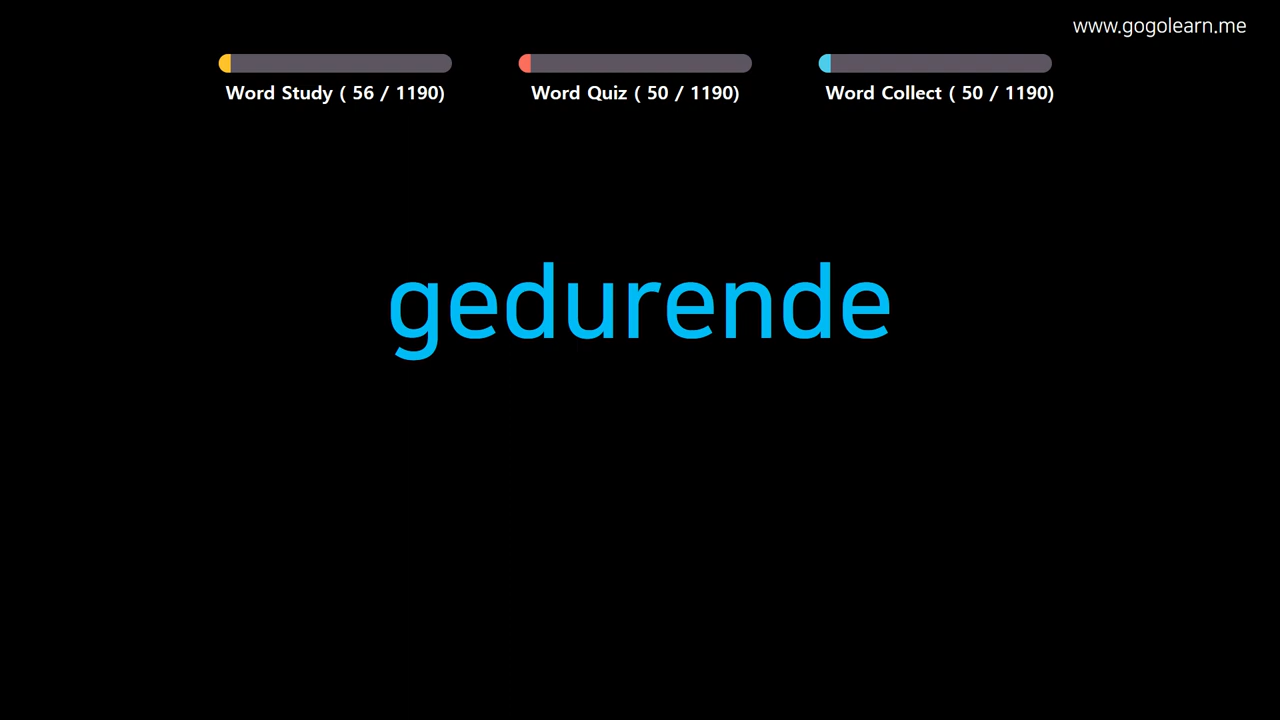 www.gogolearn.me
Word Study ( 56 / 1190)
Word Quiz ( 50 / 1190)
Word Collect ( 50 / 1190)
gedurende